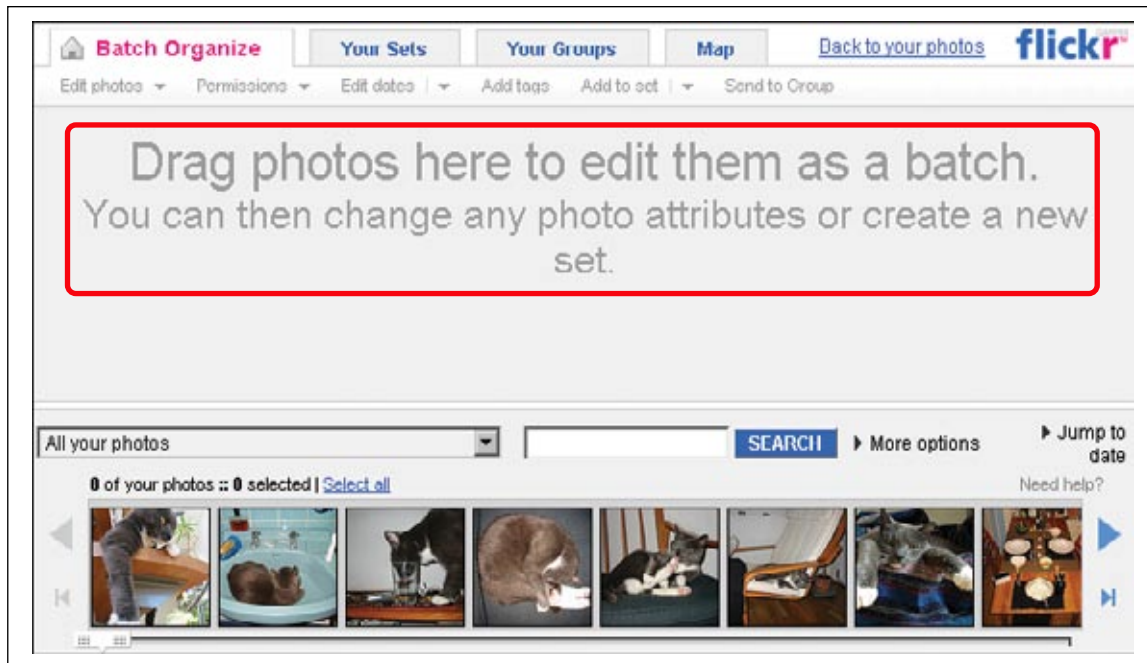 Batch Organize Your Sets Your Groups Map Back to your photos flickr
Edit photos Permissions Edit dates Add tags Add to set Send to Group
Drag photos here to edit them as a batch.
You can then change any photo attributes or create a new
set.
All your photos SEARCH More options Jump to
date
0 of your photos :: 0 selected | Select all Need help?